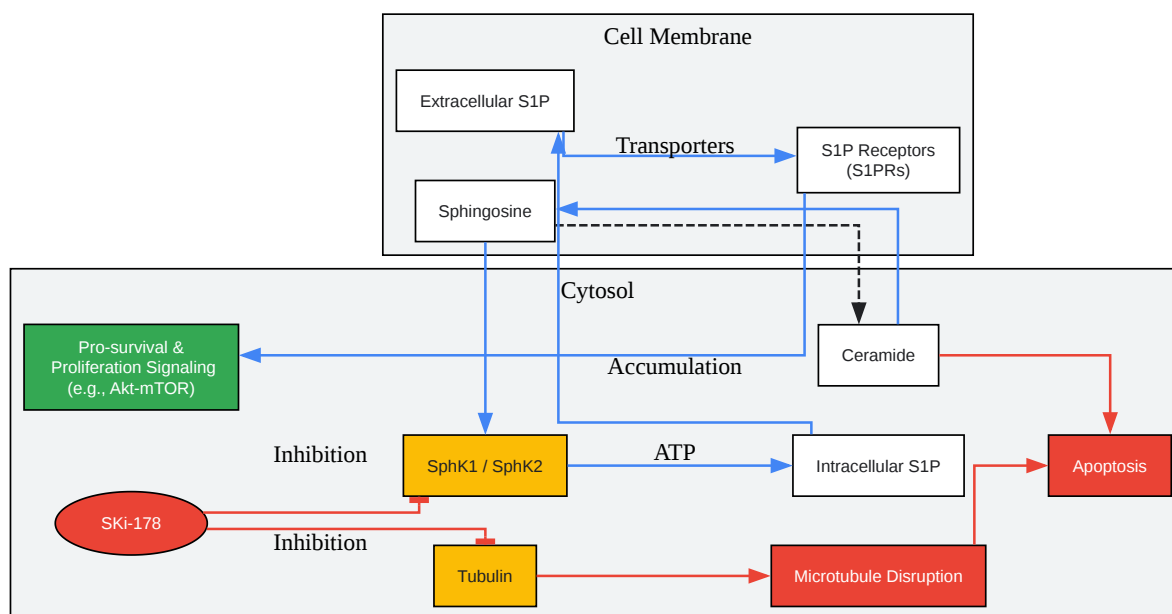 Cell Membrane
Extracellular S1P
Transporters
S1P Receptors
(S1PRs)
Sphingosine
Cytosol
Pro-survival &
Proliferation Signaling
(e.g., Akt-mTOR)
Accumulation
Ceramide
Inhibition
SphK1 / SphK2
ATP
Intracellular S1P
Apoptosis
SKi-178
Inhibition
Tubulin
Microtubule Disruption